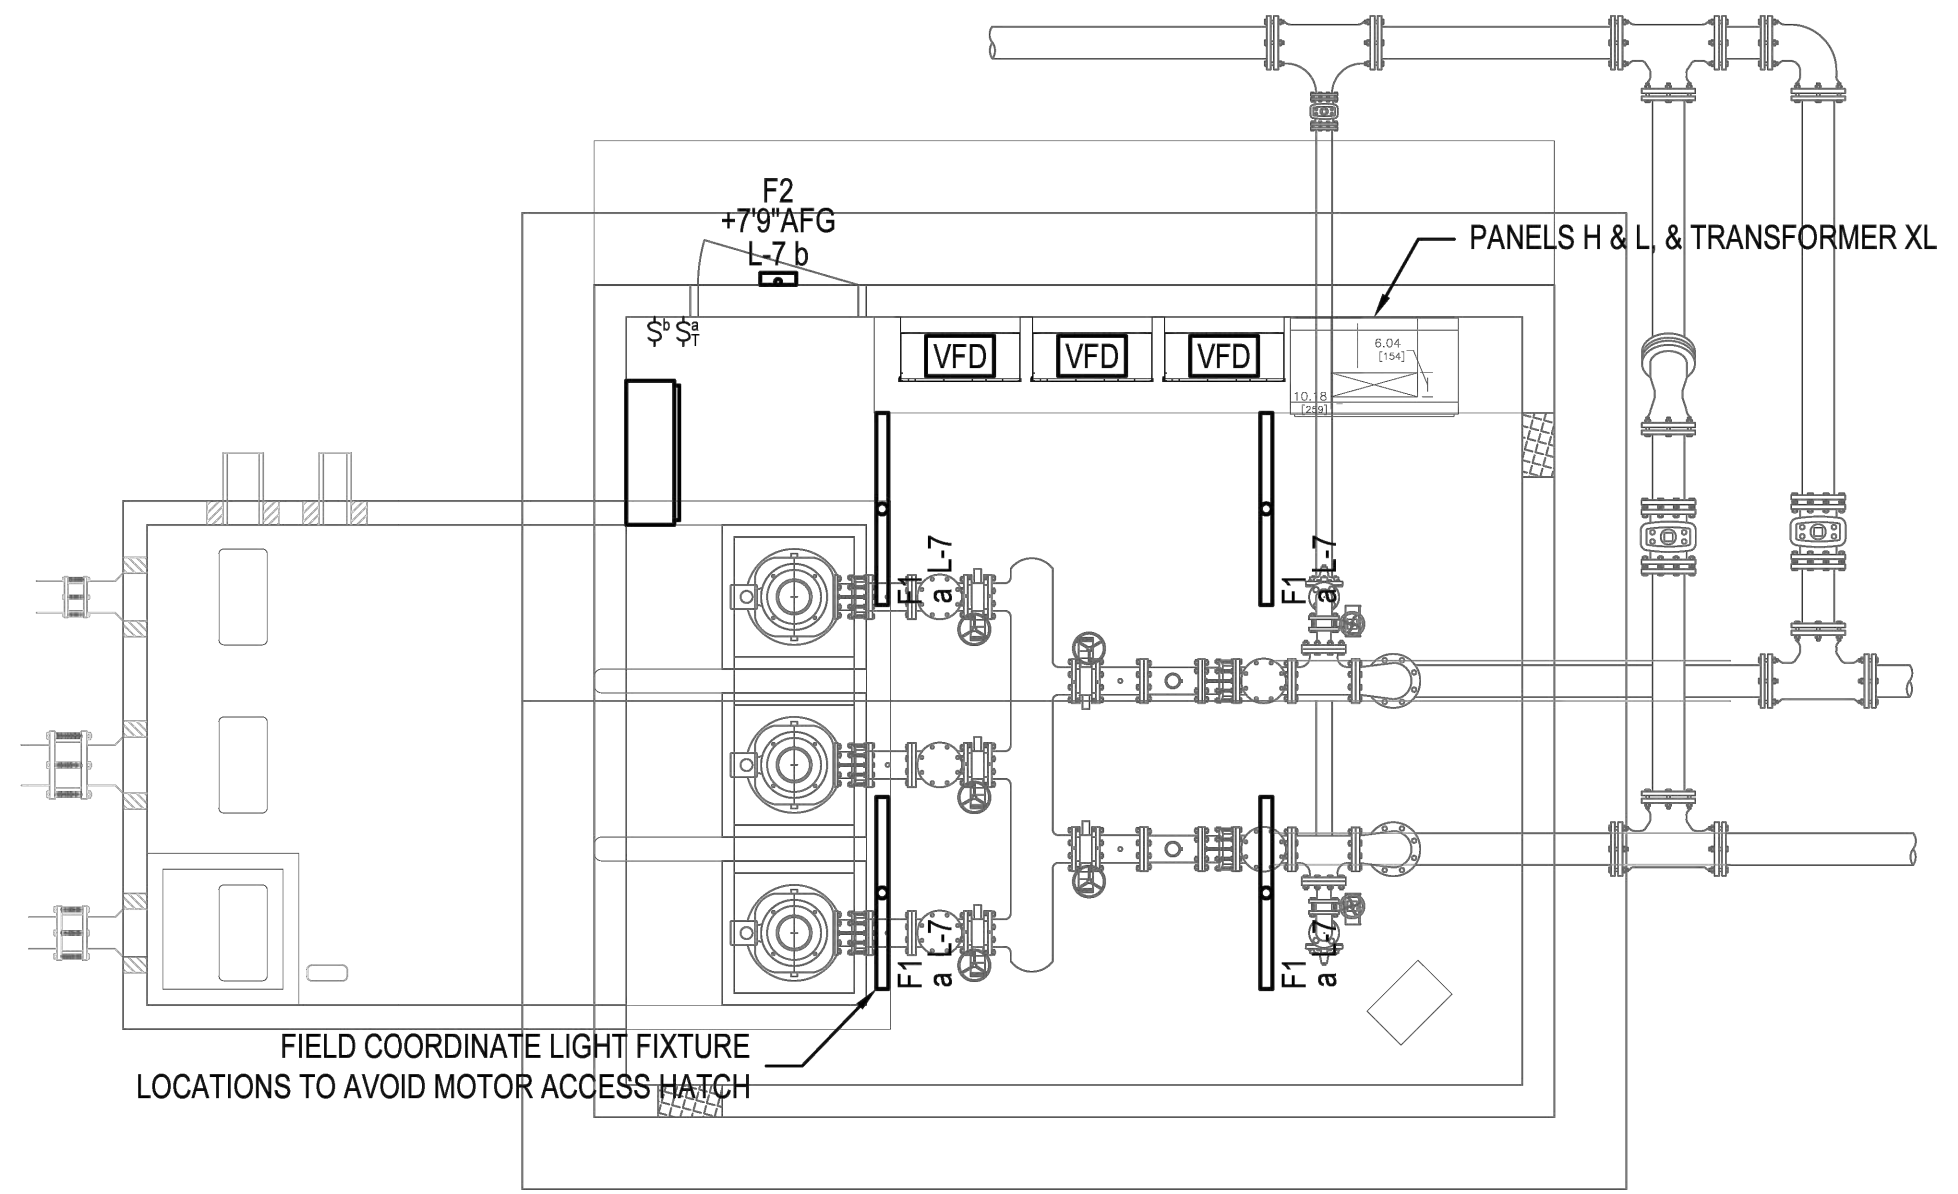 F2
+7'9"AFG
L-7 b
PANELS H & L, & TRANSFORMER XL
$b $aT
VFD
VFD
VFD
6.04
[154]
10.18
[259]
F1
a L-7
F1
a L-7
F1
a L-7
F1
a L-7
FIELD COORDINATE LIGHT FIXTURE
LOCATIONS TO AVOID MOTOR ACCESS HATCH